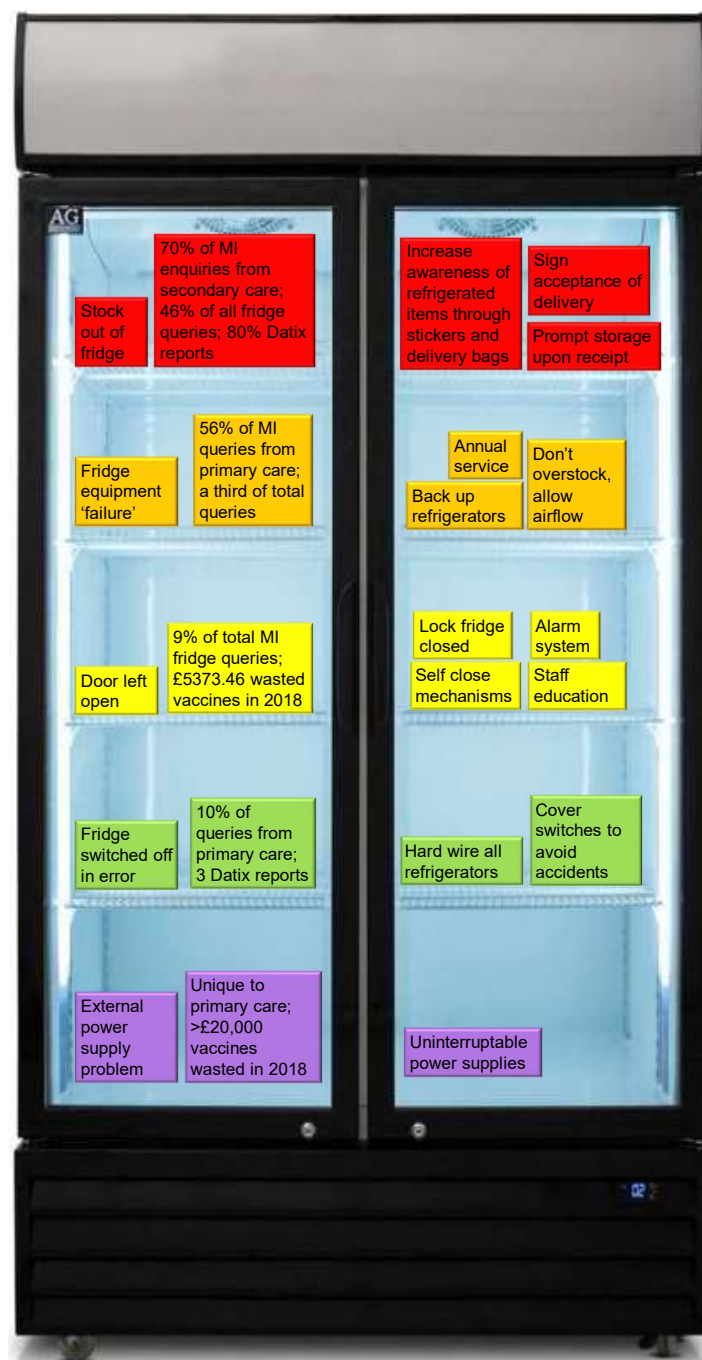 AG
Stock
out of
fridge
70% of MI
enquiries from
secondary care;
46% of all fridge
queries; 80% Datix
reports
Increase
awareness of
refrigerated
items through
stickers and
delivery bags
Sign
acceptance of
delivery
Prompt storage
upon receipt
Fridge
equipment
‘failure’
56% of MI
queries from
primary care;
a third of total
queries
Annual
service
Back up
refrigerators
Don’t
overstock,
allow
airflow
Door left
open
9% of total MI
fridge queries;
£5373.46 wasted
vaccines in 2018
Lock fridge
closed
Alarm
system
Self close
mechanisms
Staff
education
Fridge
switched off
in error
10% of
queries from
primary care;
3 Datix reports
Hard wire all
refrigerators
Cover
switches to
avoid
accidents
External
power
supply
problem
Unique to
primary care;
>£20,000
vaccines
wasted in 2018
Uninterruptable
power supplies
02